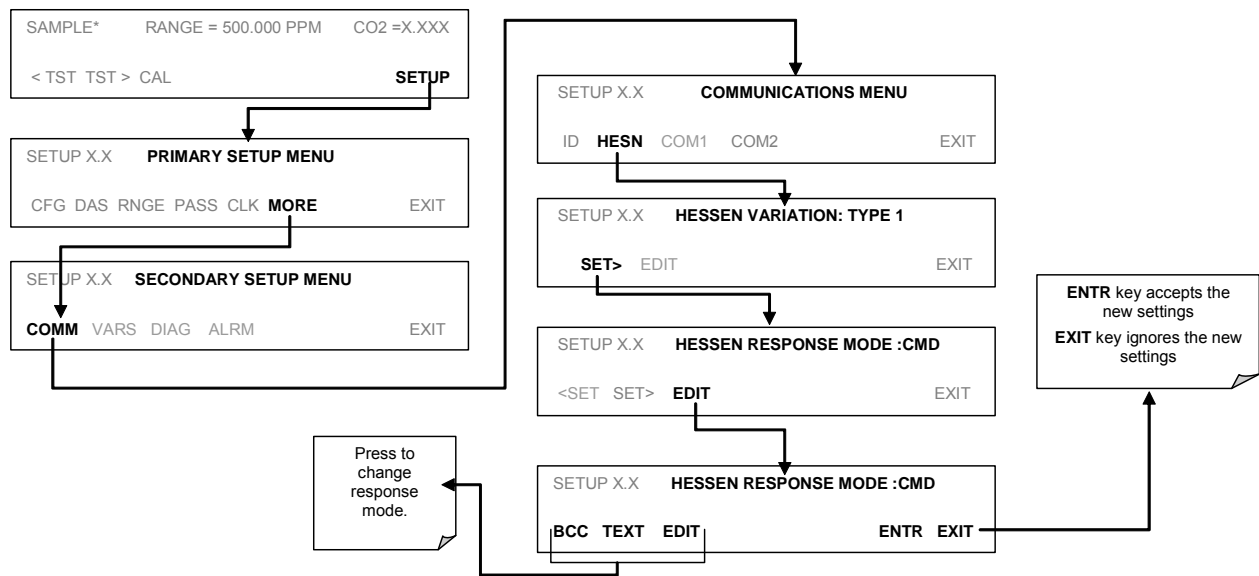 SAMPLE* RANGE = 500.000 PPM CO2 =X.XXX
< TST TST > CAL SETUP
SETUP X.X PRIMARY SETUP MENU
CFG DAS RNGE PASS CLK MORE EXIT
SETUP X.X SECONDARY SETUP MENU
COMM VARS DIAG ALRM EXIT
SETUP X.X COMMUNICATIONS MENU
ID HESN COM1 COM2 EXIT
SETUP X.X HESSEN VARIATION: TYPE 1
SET> EDIT EXIT
SETUP X.X HESSEN RESPONSE MODE :CMD
<SET SET> EDIT EXIT
SETUP X.X HESSEN RESPONSE MODE :CMD
BCC TEXT EDIT ENTR EXIT
Press to
change
response
mode.
ENTR key accepts the
new settings
EXIT key ignores the new
settings